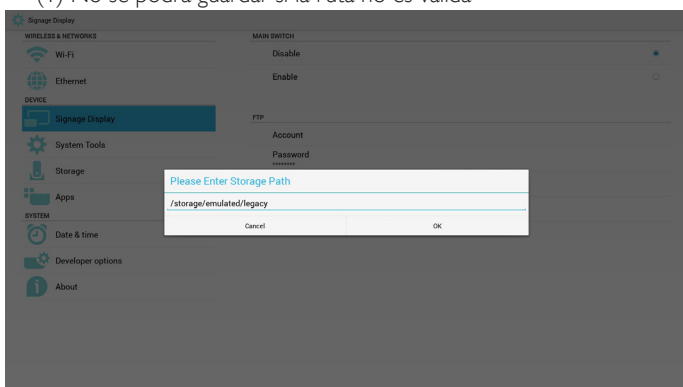 (1) No se podrá guardar si la ruta no es válida
Signage Display
WIRELESS & NETWORKS
Wi-Fi
Ethernet
DEVICE
Signage Display
System Tools
Storage
Apps
SYSTEM
Date & time
Developer options
About
MAIN SWITCH
Disable
Enable
FTP
Account
Password
********
Please Enter Storage Path
/storage/emulated/legacy
Cancel
OK